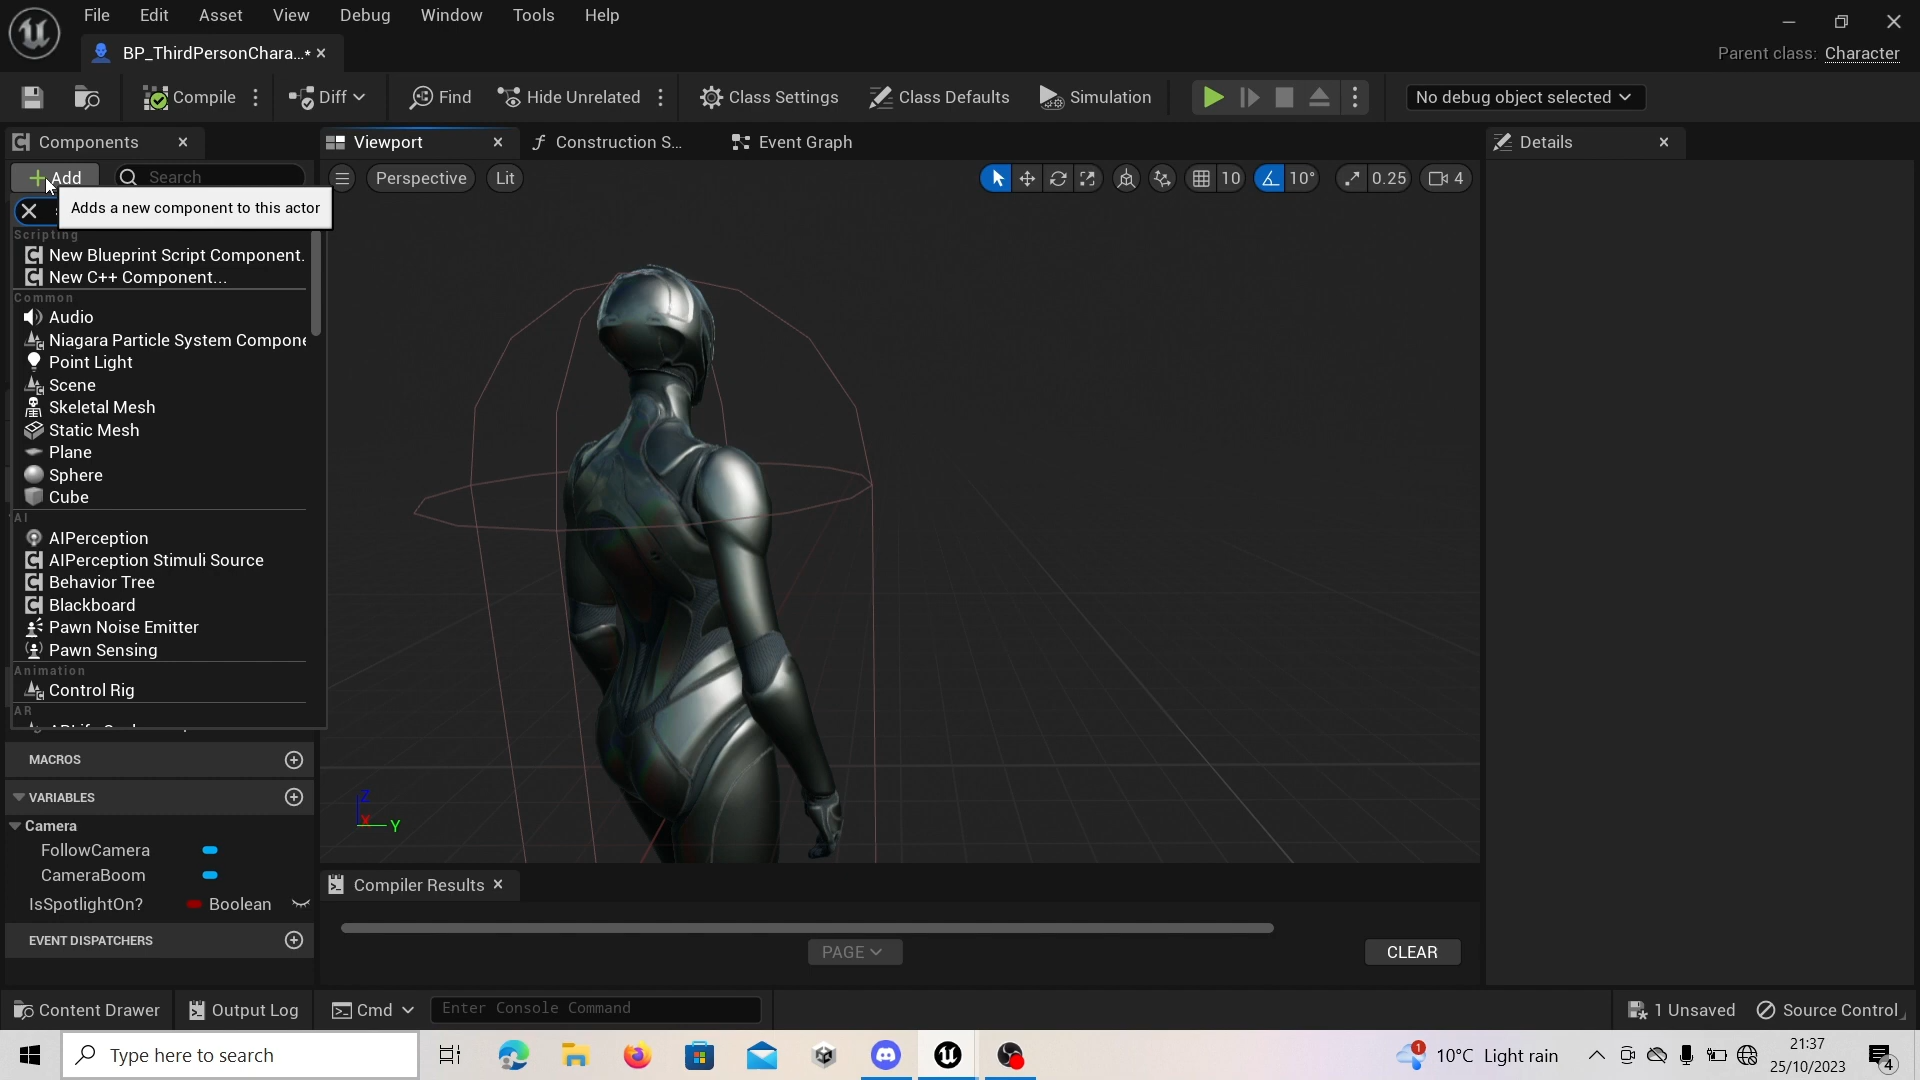 File Edit Asset View Debug Window Tools Help
BP_ThirdPersonChara...*
Parent class: Character
Compile Diff Find Hide Unrelated Class Settings Class Defaults Simulation No debug object selected
Components Viewport Construction S... Event Graph Details
Add Search Perspective Lit 10 10° 0.25 4
Adds a new component to this actor
Scripting
New Blueprint Script Component.
New C++ Component...
Common
Audio
Niagara Particle System Compone
Point Light
Scene
Skeletal Mesh
Static Mesh
Plane
Sphere
Cube
AI
AIPerception
AIPerception Stimuli Source
Behavior Tree
Blackboard
Pawn Noise Emitter
Pawn Sensing
Animation
Control Rig
AR
MACROS
VARIABLES
Camera
FollowCamera
CameraBoom
IsSpotlightOn? Boolean
EVENT DISPATCHERS
Z
X Y
Compiler Results
PAGE CLEAR
Content Drawer Output Log Cmd Enter Console Command 1 Unsaved Source Control
Type here to search 1 10°C Light rain 21:37
25/10/2023 4